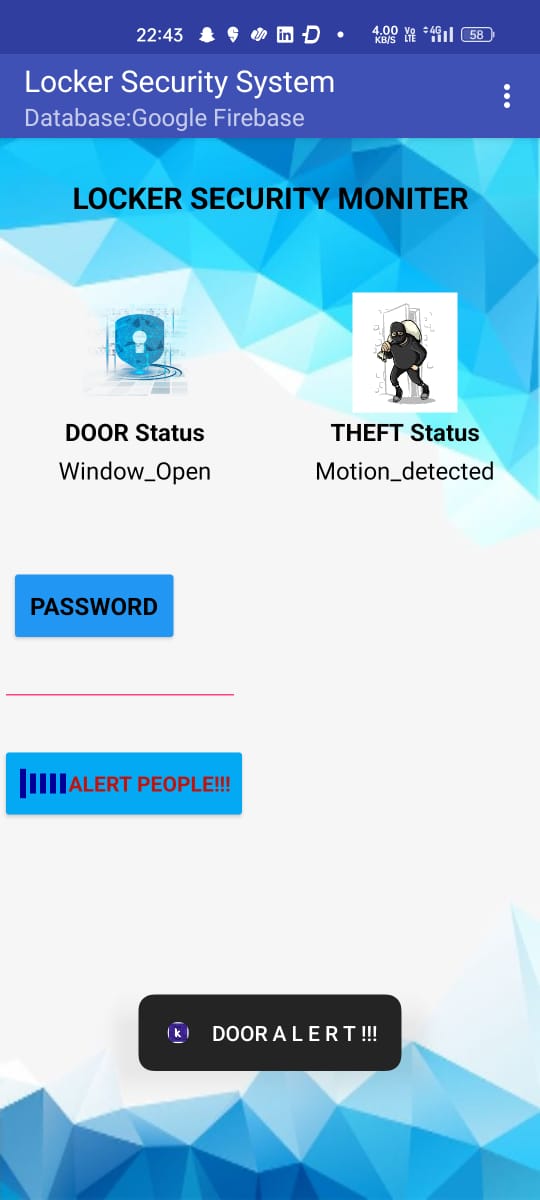 22:43 4.00 KB/S Vo LTE 4G 58
Locker Security System
Database:Google Firebase
LOCKER SECURITY MONITER
DOOR Status THEFT Status
Window_Open Motion_detected
PASSWORD
ALERT PEOPLE!!!
k DOOR A L E R T !!!